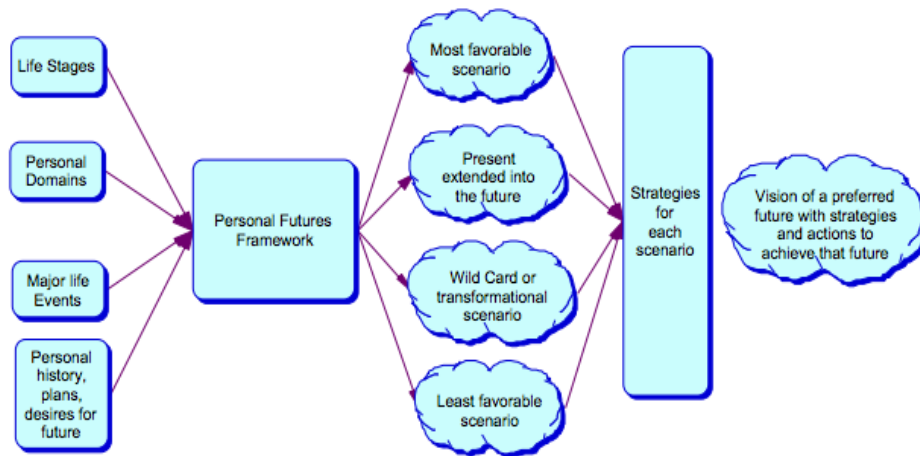 Life Stages
Personal
Domains
Major life
Events
Personal
history,
plans,
desires for
future
Personal Futures
Framework
Most favorable
scenario
Present
extended into
the future
Wild Card or
transformational
scenario
Least favorable
scenario
Strategies
for
each
scenario
Vision of a preferred
future with strategies
and actions to
achieve that future